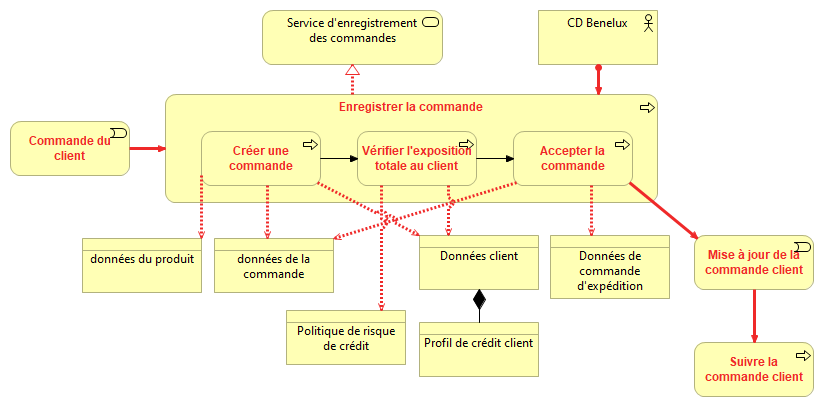 Service d'enregistrement
des commandes
CD Benelux
Enregistrer la commande
Commande du
client
Créer une
commande
Vérifier l'exposition
totale au client
Accepter la
commande
données du produit
données de la
commande
Données client
Données de
commande
d'expédition
Mise à jour de la
commande client
Politique de risque
de crédit
Profil de crédit client
Suivre la
commande client